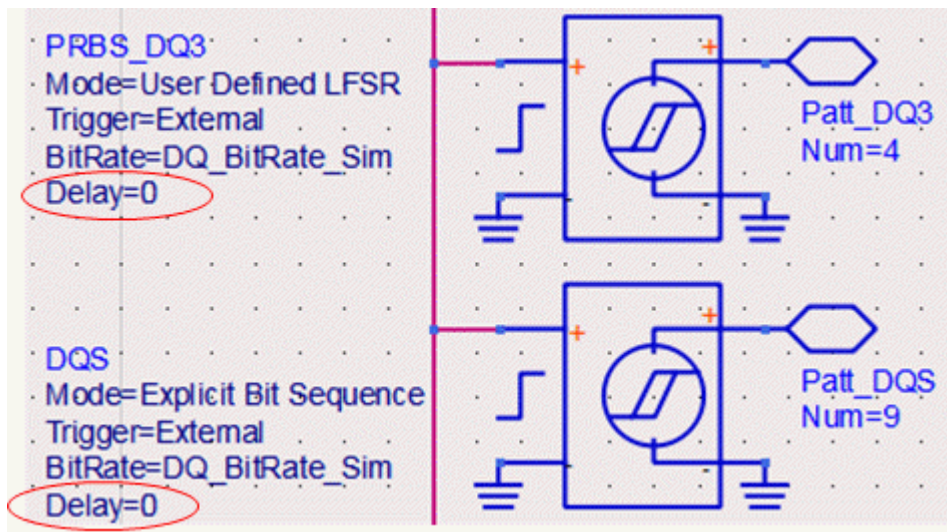 PRBS_DQ3
Mode=User Defined LFSR
Trigger=External
BitRate=DQ_BitRate_Sim
Delay=0
Patt_DQ3
Num=4
DQS
Mode=Explicit Bit Sequence
Trigger=External
BitRate=DQ_BitRate_Sim
Delay=0
Patt_DQS
Num=9